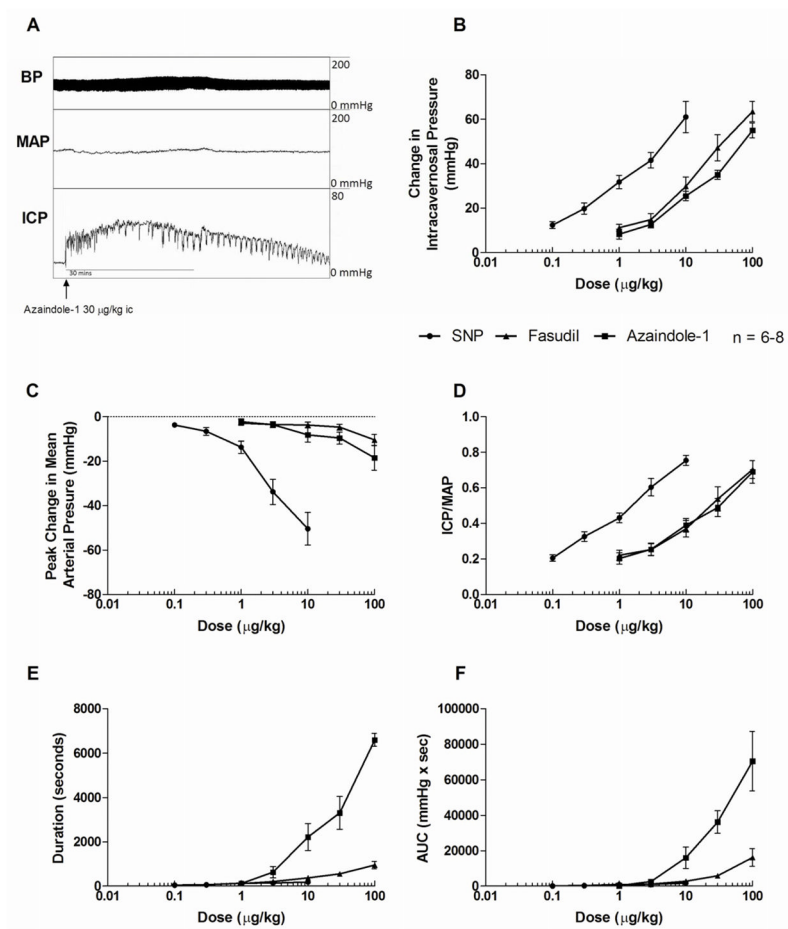 A
BP
200
0 mmHg
MAP
200
0 mmHg
ICP
80
0 mmHg
30 mins
Azaindole-1 30 μg/kg ic
B
Change in
Intracavernosal Pressure
(mmHg)
80
60
40
20
0
0.01 0.1 1 10 100
Dose (μg/kg)
SNP Fasudil Azaindole-1 n = 6-8
C
Peak Change in Mean
Arterial Presure (mmHg)
0
-20
-40
-60
-80
0.01 0.1 1 10 100
Dose (μg/kg)
D
ICP/MAP
1.0
0.8
0.6
0.4
0.2
0.0
0.01 0.1 1 10 100
Dose (μg/kg)
E
Duration (seconds)
8000
6000
4000
2000
0
0.01 0.1 1 10 100
Dose (μg/kg)
F
AUC (mmHg x sec)
100000
80000
60000
40000
20000
0
0.01 0.1 1 10 100
Dose (μg/kg)